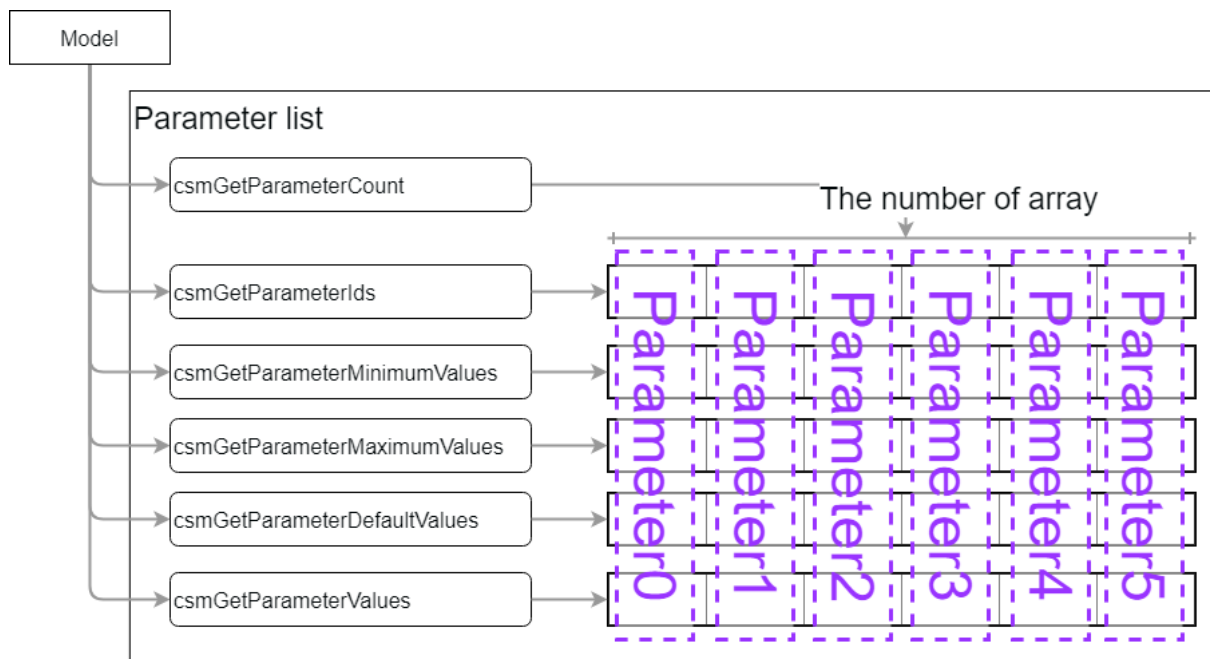 Model
Parameter list
csmGetParameterCount
The number of array
csmGetParameterIds
csmGetParameterMinimumValues
csmGetParameterMaximumValues
csmGetParameterDefaultValues
csmGetParameterValues
Parameter0
Parameter1
Parameter2
Parameter3
Parameter4
Parameter5